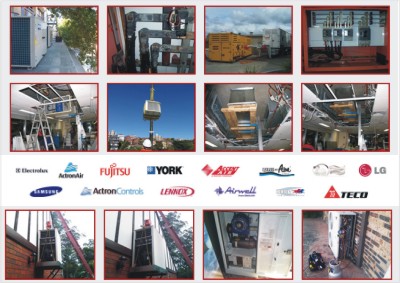 Electrolux
ActronAir
FUJITSU
YORK
LG
SAMSUNG
ActronControls
LENNOX
Airwell
TECO